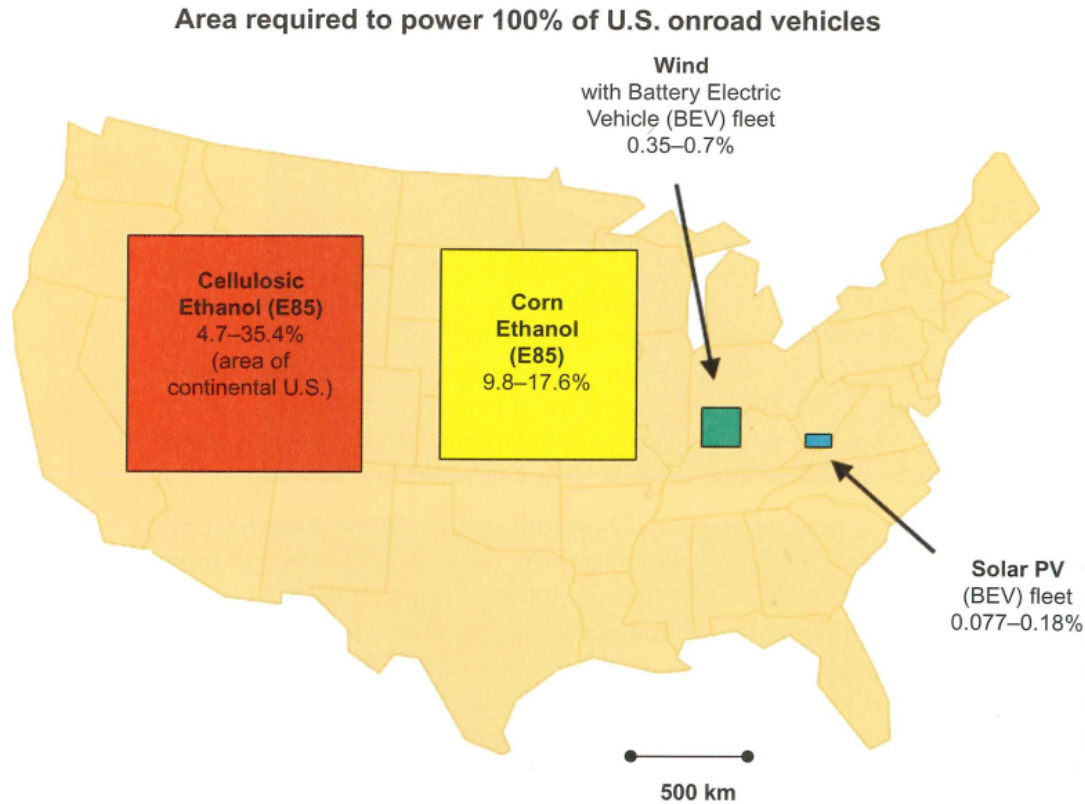 Area required to power 100% of U.S. onroad vehicles
Wind
with Battery Electric
Vehicle (BEV) fleet
0.35–0.7%
Cellulosic
Ethanol (E85)
4.7–35.4%
(area of
continental U.S.)
Corn
Ethanol
(E85)
9.8–17.6%
Solar PV
(BEV) fleet
0.077–0.18%
500 km